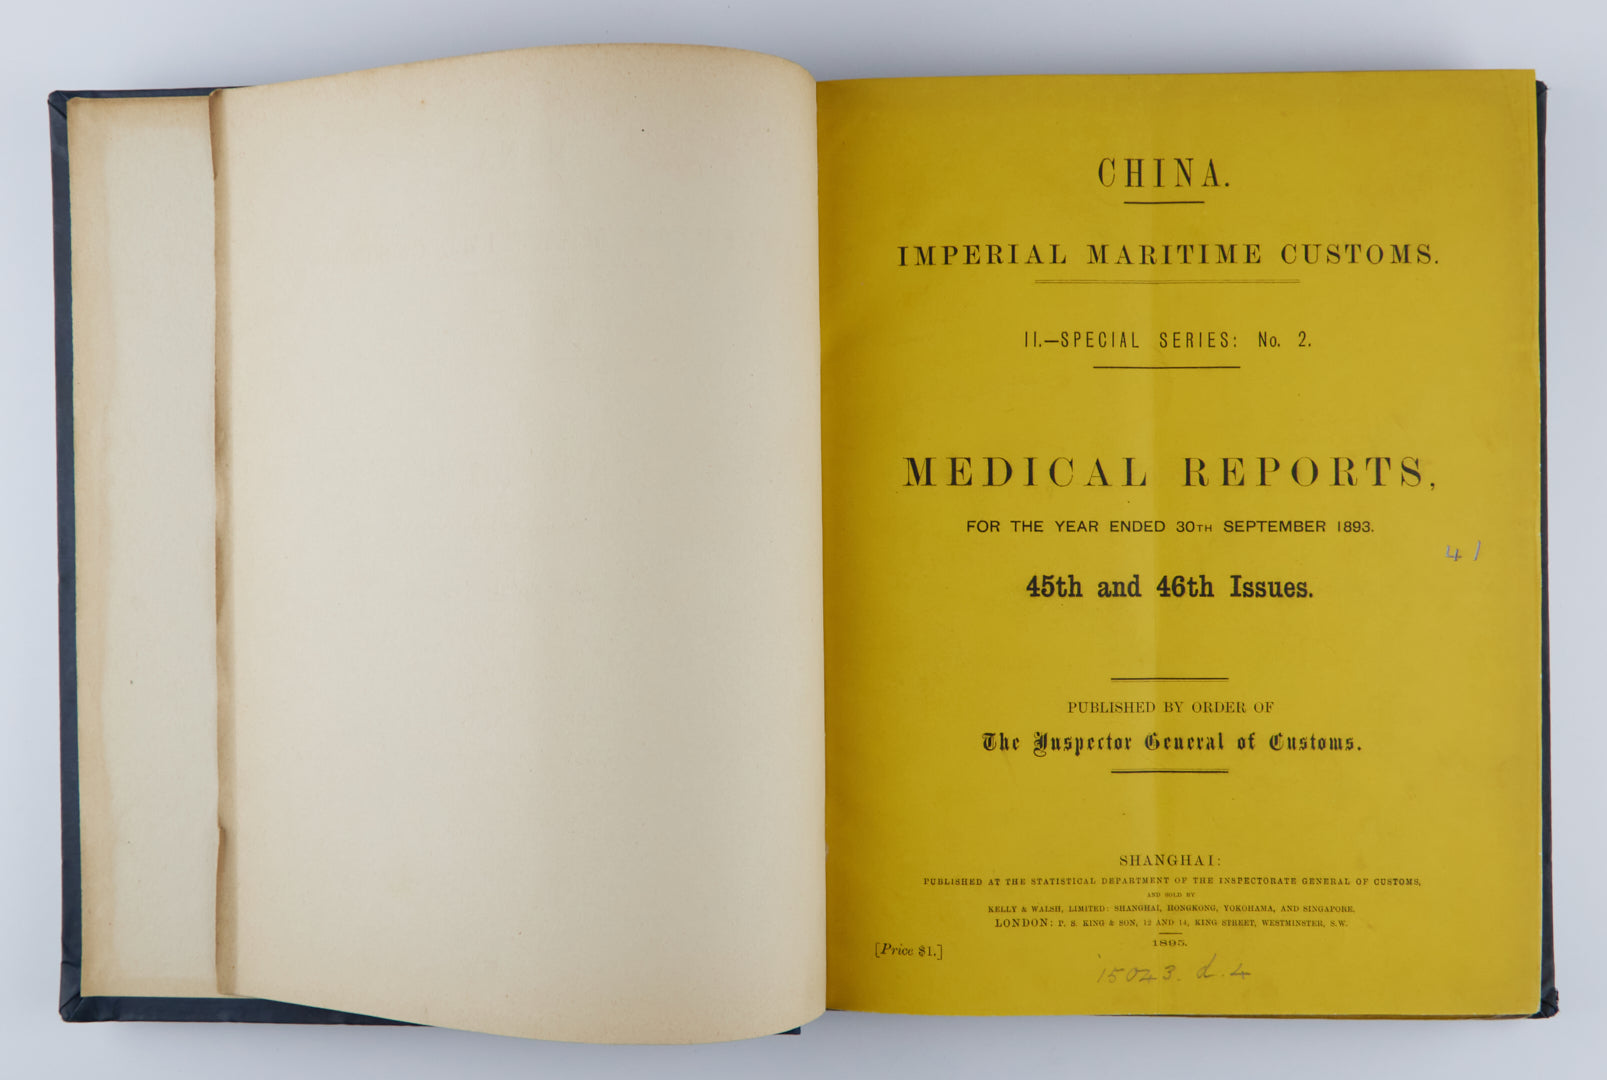 CHINA.
IMPERIAL MARITIME CUSTOMS.
II.—SPECIAL SERIES: No. 2.
MEDICAL REPORTS,
FOR THE YEAR ENDED 30TH SEPTEMBER 1893.
41
45th and 46th Issues.
PUBLISHED BY ORDER OF
The Inspector General of Customs.
SHANGHAI:
PUBLISHED AT THE STATISTICAL DEPARTMENT OF THE INSPECTORATE GENERAL OF CUSTOMS,
AND SOLD BY
KELLY & WALSH, LIMITED: SHANGHAI, HONGKONG, YOKOHAMA, AND SINGAPORE,
LONDON: P. S. KING & SON, 12 AND 14, KING STREET, WESTMINSTER, S.W.
1895.
[Price $1.]
15043. d. 4